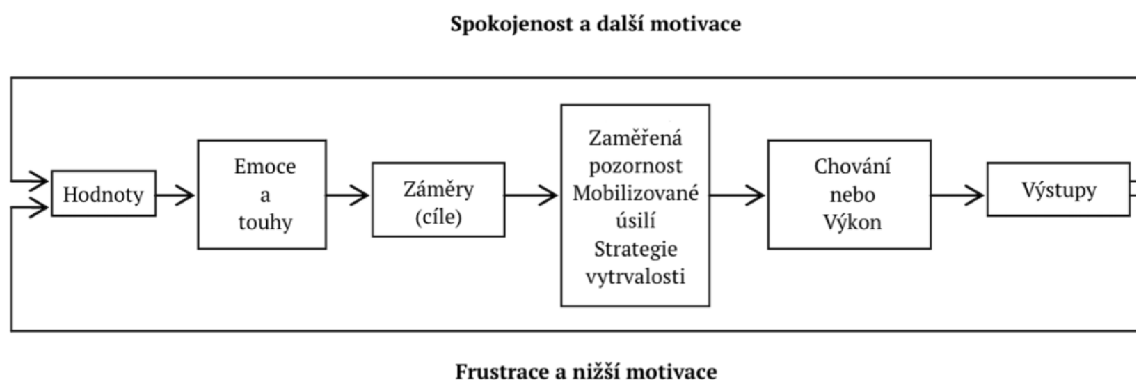 Spokojenost a další motivace
Hodnoty
Emoce
a
touhy
Záměry
(cíle)
Zaměřená
pozornost
Mobilizované
úsilí
Strategie
vytrvalosti
Chování
nebo
Výkon
Výstupy
Frustrace a nižší motivace